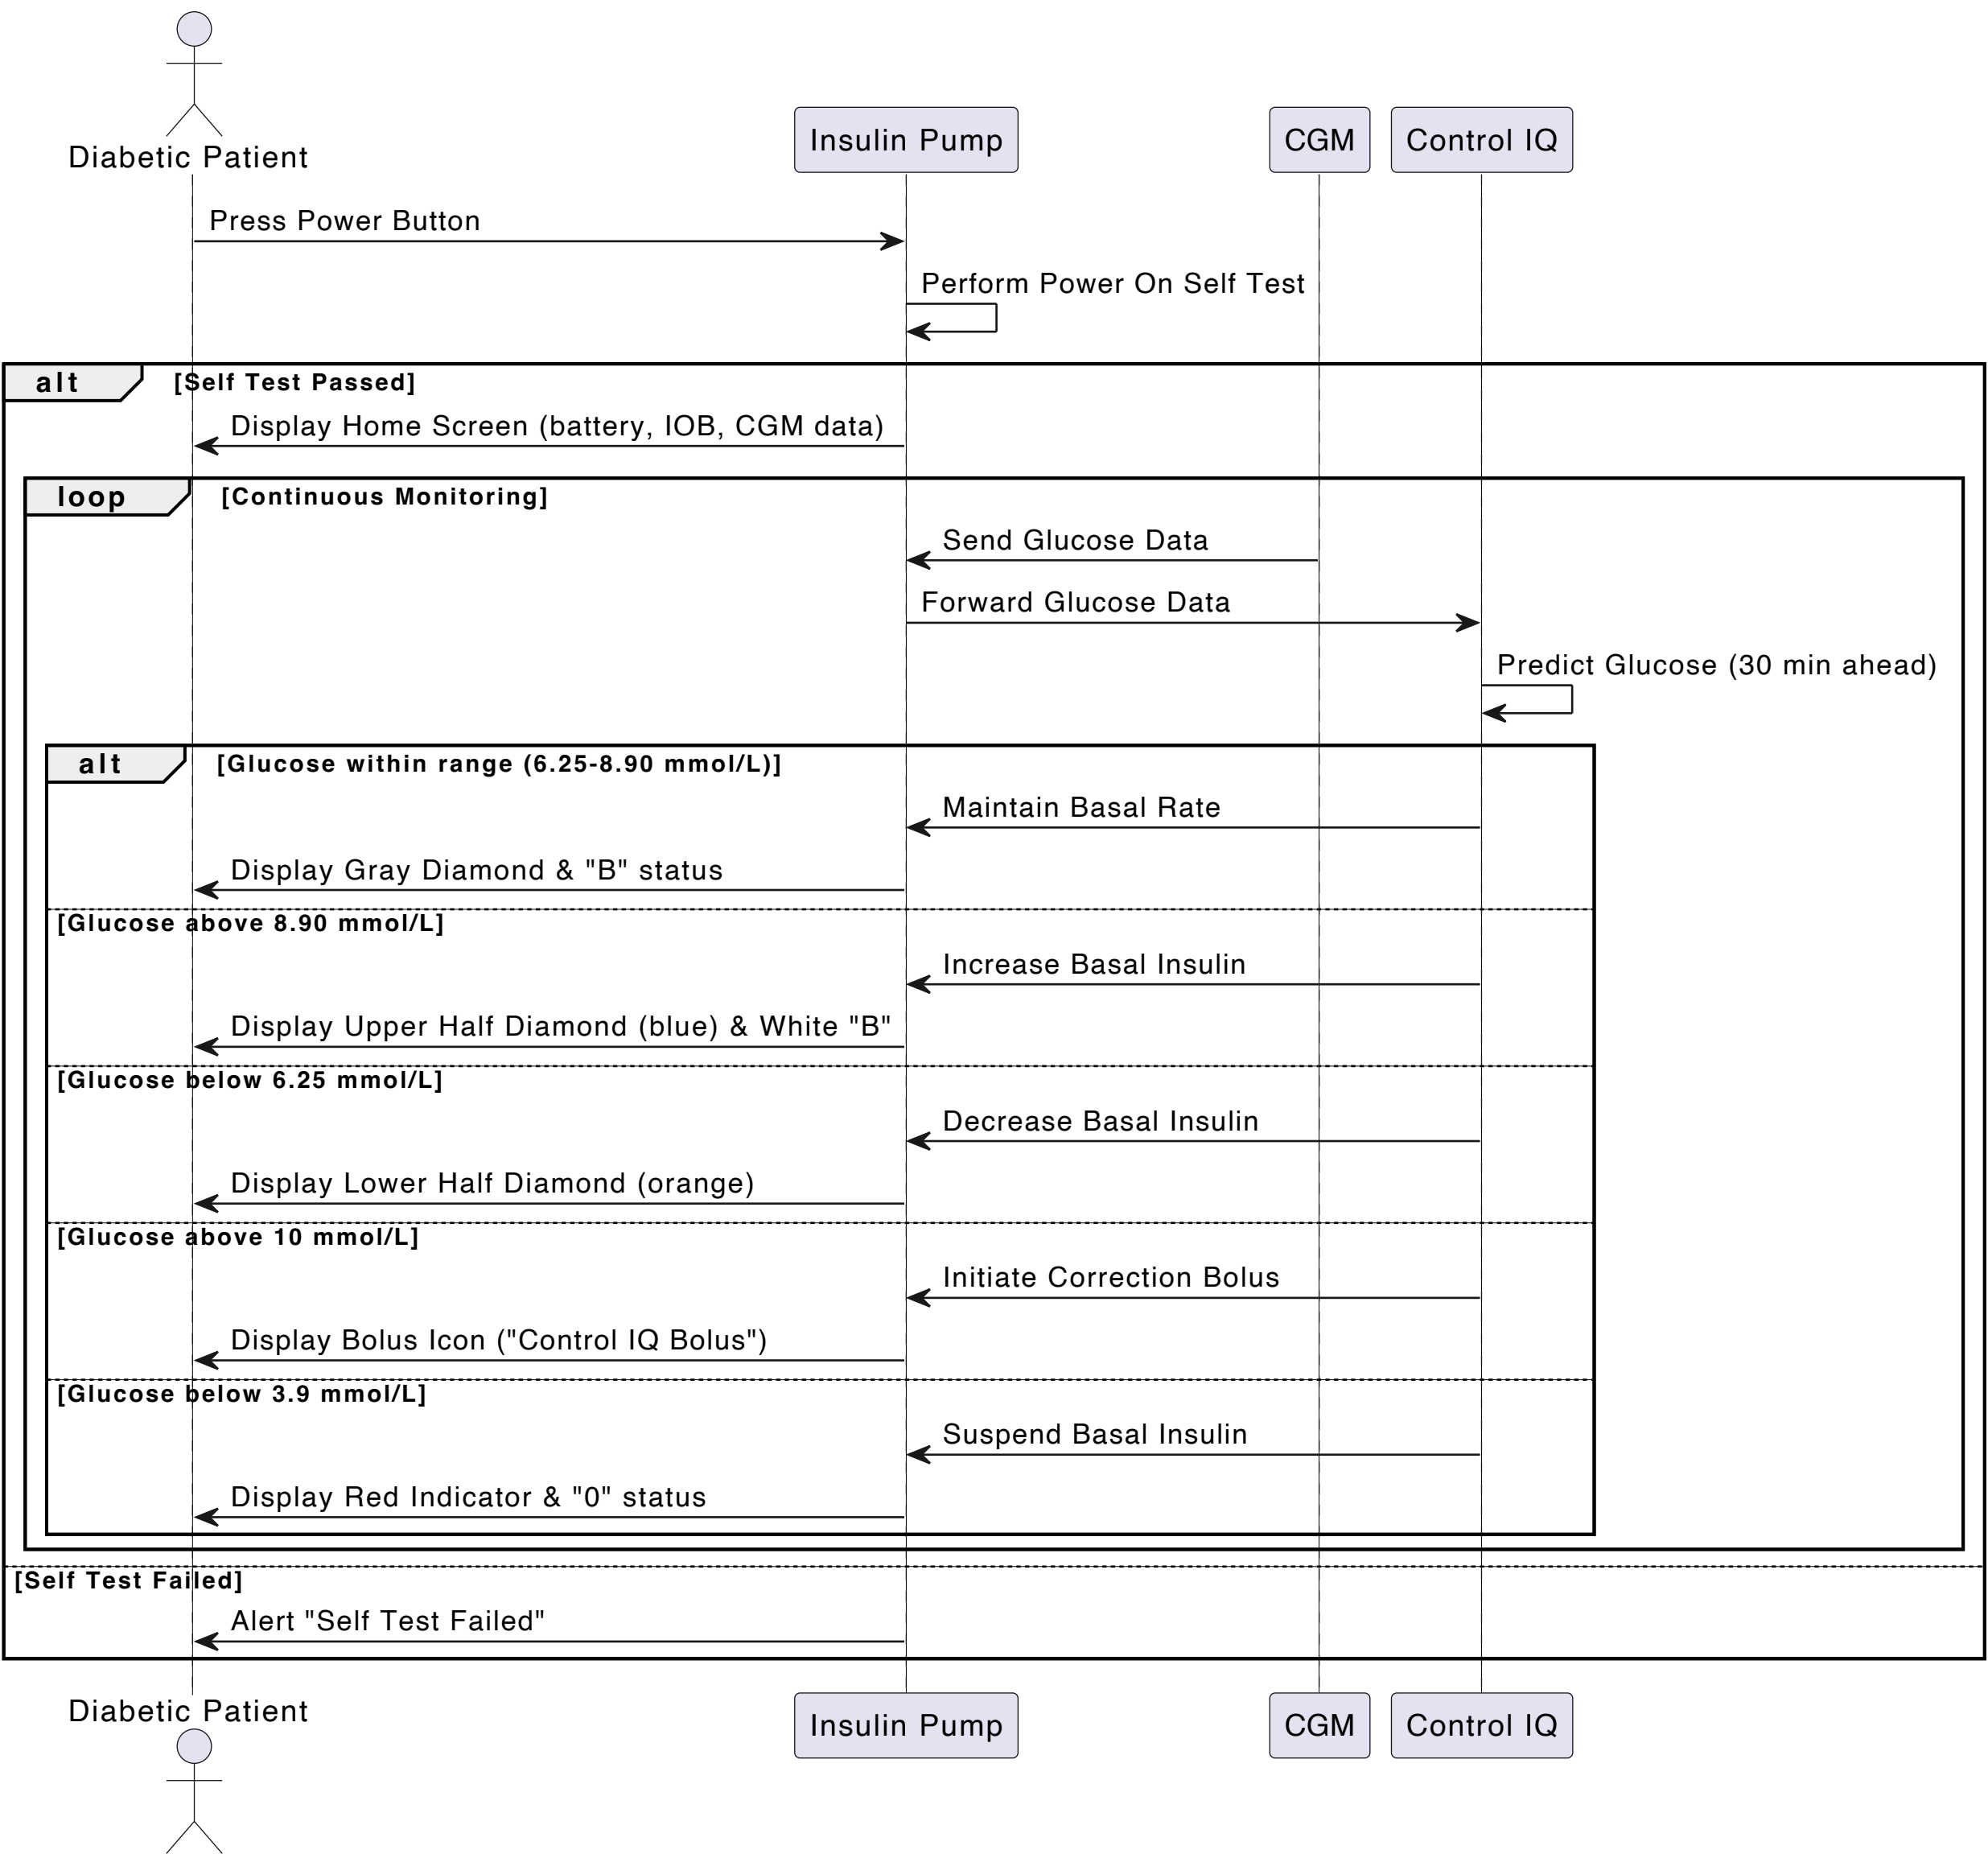 Diabetic Patient
Insulin Pump
CGM
Control IQ
Press Power Button
Perform Power On Self Test
alt
[Self Test Passed]
Display Home Screen (battery, IOB, CGM data)
loop
[Continuous Monitoring]
Send Glucose Data
Forward Glucose Data
Predict Glucose (30 min ahead)
alt
[Glucose within range (6.25-8.90 mmol/L)]
Maintain Basal Rate
Display Gray Diamond & "B" status
[Glucose above 8.90 mmol/L]
Increase Basal Insulin
Display Upper Half Diamond (blue) & White "B"
[Glucose below 6.25 mmol/L]
Decrease Basal Insulin
Display Lower Half Diamond (orange)
[Glucose above 10 mmol/L]
Initiate Correction Bolus
Display Bolus Icon ("Control IQ Bolus")
[Glucose below 3.9 mmol/L]
Suspend Basal Insulin
Display Red Indicator & "0" status
[Self Test Failed]
Alert "Self Test Failed"
Diabetic Patient
Insulin Pump
CGM
Control IQ